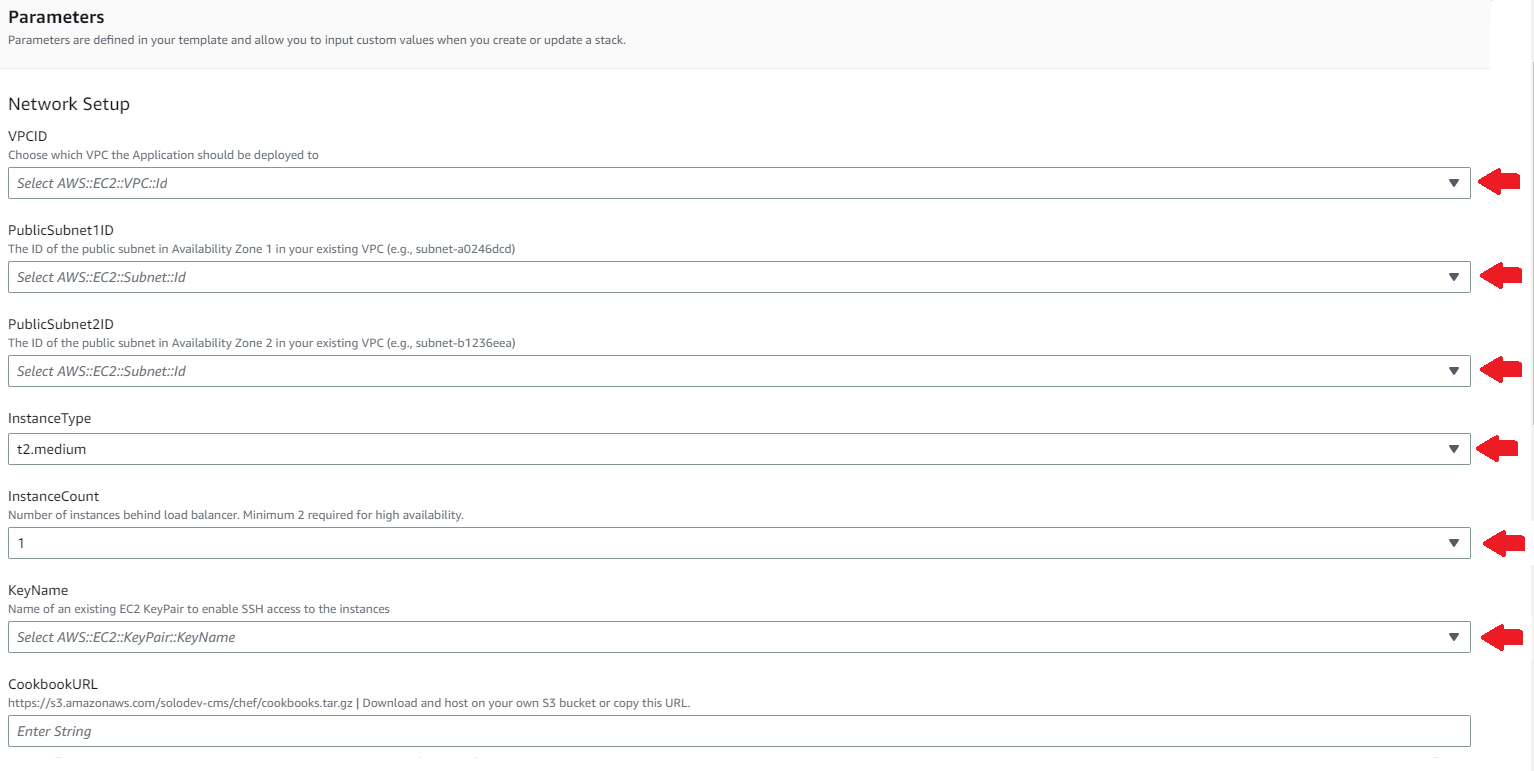 Parameters
Parameters are defined in your template and allow you to input custom values when you create or update a stack.
Network Setup
VPCID
Choose which VPC the Application should be deployed to
Select AWS::EC2::VPC::Id
PublicSubnet1ID
The ID of the public subnet in Availability Zone 1 in your existing VPC (e.g., subnet-a0246dcd)
Select AWS::EC2::Subnet::Id
PublicSubnet2ID
The ID of the public subnet in Availability Zone 2 in your existing VPC (e.g., subnet-b1236eea)
Select AWS::EC2::Subnet::Id
InstanceType
t2.medium
InstanceCount
Number of instances behind load balancer. Minimum 2 required for high availability.
1
KeyName
Name of an existing EC2 KeyPair to enable SSH access to the instances
Select AWS::EC2::KeyPair::KeyName
CookbookURL
https://s3.amazonaws.com/solodev-cms/chef/cookbooks.tar.gz | Download and host on your own S3 bucket or copy this URL.
Enter String